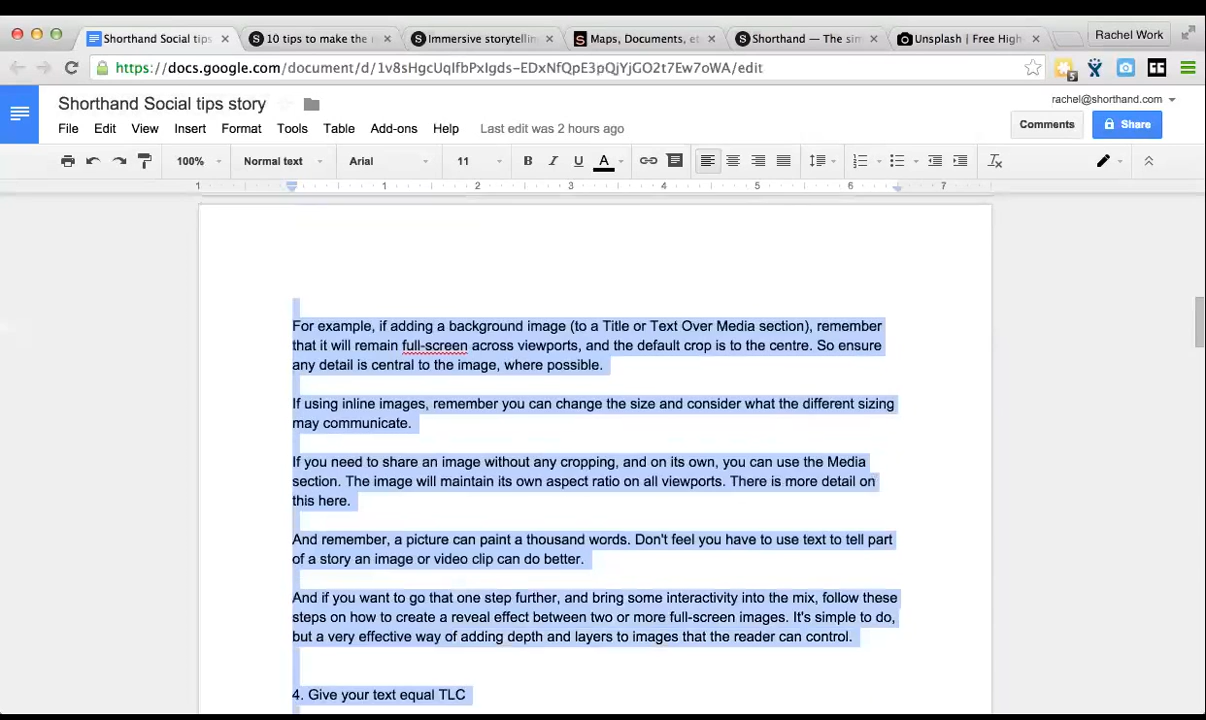 Shorthand Social tips
10 tips to make the
Immersive storytellin
Maps, Documents, et
Shorthand — The sim
Unsplash | Free High
Rachel Work
https://docs.google.com/document/d/1v8sHgcUqIfbPxIgds-EDxNfQpE3pQjYjGO2t7Ew7oWA/edit
5
Shorthand Social tips story
rachel@shorthand.com
File Edit View Insert Format Tools Table Add-ons Help Last edit was 2 hours ago
Comments
Share
100% Normal text Arial 11 B I U A
1 1 2 3 4 5 6 7
For example, if adding a background image (to a Title or Text Over Media section), remember
that it will remain full-screen across viewports, and the default crop is to the centre. So ensure
any detail is central to the image, where possible.
If using inline images, remember you can change the size and consider what the different sizing
may communicate.
If you need to share an image without any cropping, and on its own, you can use the Media
section. The image will maintain its own aspect ratio on all viewports. There is more detail on
this here.
And remember, a picture can paint a thousand words. Don't feel you have to use text to tell part
of a story an image or video clip can do better.
And if you want to go that one step further, and bring some interactivity into the mix, follow these
steps on how to create a reveal effect between two or more full-screen images. It's simple to do,
but a very effective way of adding depth and layers to images that the reader can control.
4. Give your text equal TLC